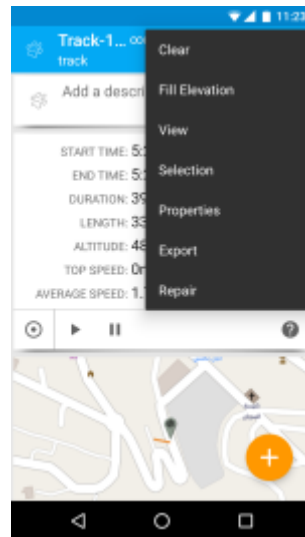 11:23
Track-1...
track
Clear
Add a descri
Fill Elevation
View
START TIME: 5:
Selection
END TIME: 5:
DURATION: 39
Properties
LENGTH: 33
ALTITUDE: 48
Export
TOP SPEED: 0m
AVERAGE SPEED: 1.
Repair